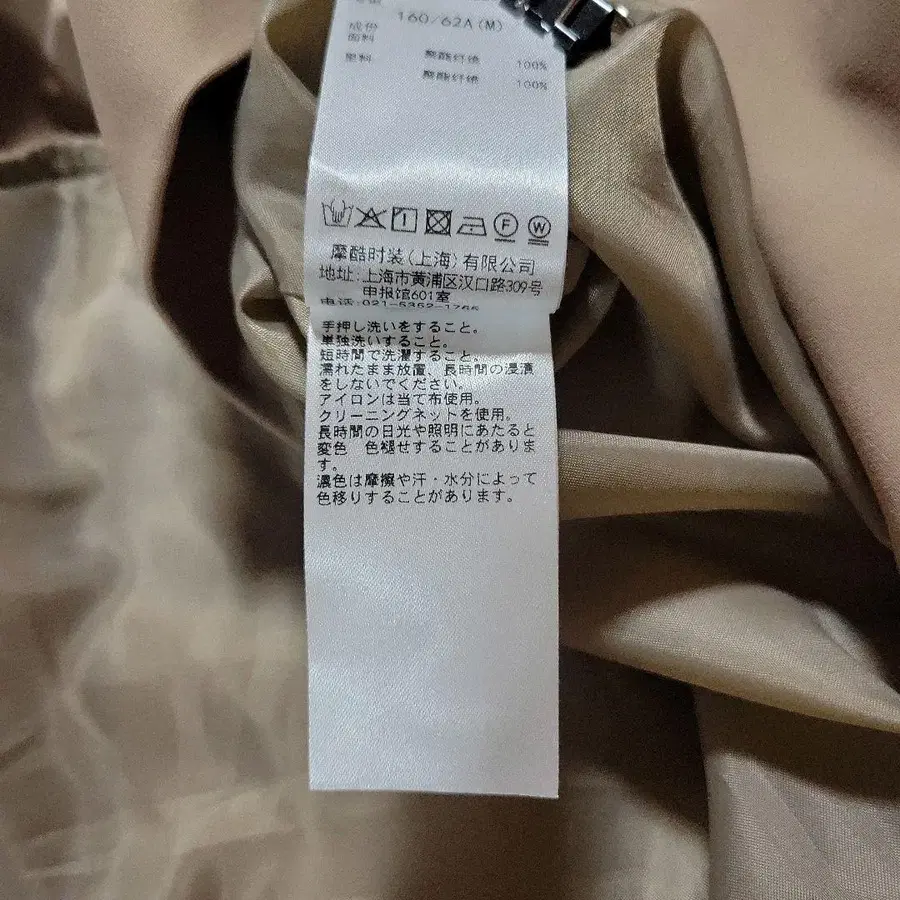 160/62A(M)
成份
面料 聚酯纤维 100%
里料 聚酯纤维 100%
F W
摩酷时装(上海)有限公司
地址:上海市黄浦区汉口路309号
申报馆601室
电话:021-5352-1766
手押し洗いをすること。
単独洗いすること。
短時間で洗濯すること。
濡れたまま放置、長時間の浸漬
をしないでください。
アイロンは当て布使用。
クリーニングネットを使用。
長時間の日光や照明にあたると
変色 色褪せすることがありま
す。
濃色は摩擦や汗・水分によって
色移りすることがあります。